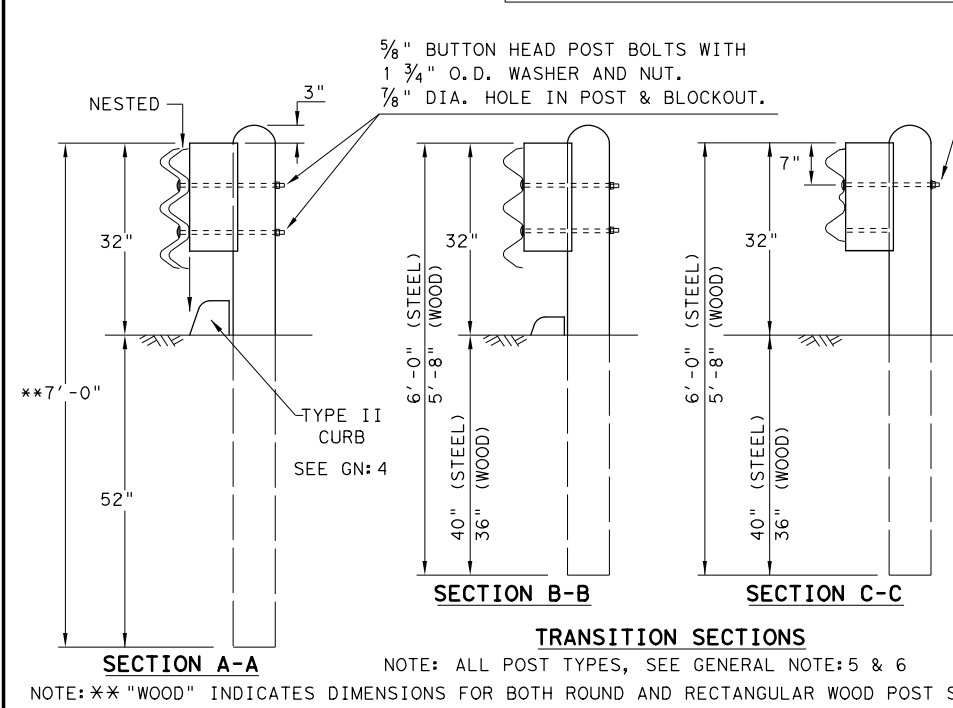 ⅝" BUTTON HEAD POST BOLTS WITH
1 ¾" O.D. WASHER AND NUT.
⅞" DIA. HOLE IN POST & BLOCKOUT.
NESTED
3"
32"
**7'-0"
52"
TYPE II
CURB
SEE GN:4
SECTION A-A
32"
6'-0" (STEEL)
5'-8" (WOOD)
40" (STEEL)
36" (WOOD)
SECTION B-B
7"
32"
6'-0" (STEEL)
5'-8" (WOOD)
40" (STEEL)
36" (WOOD)
SECTION C-C
TRANSITION SECTIONS
NOTE: ALL POST TYPES, SEE GENERAL NOTE:5 & 6
NOTE:** "WOOD" INDICATES DIMENSIONS FOR BOTH ROUND AND RECTANGULAR WOOD POST S